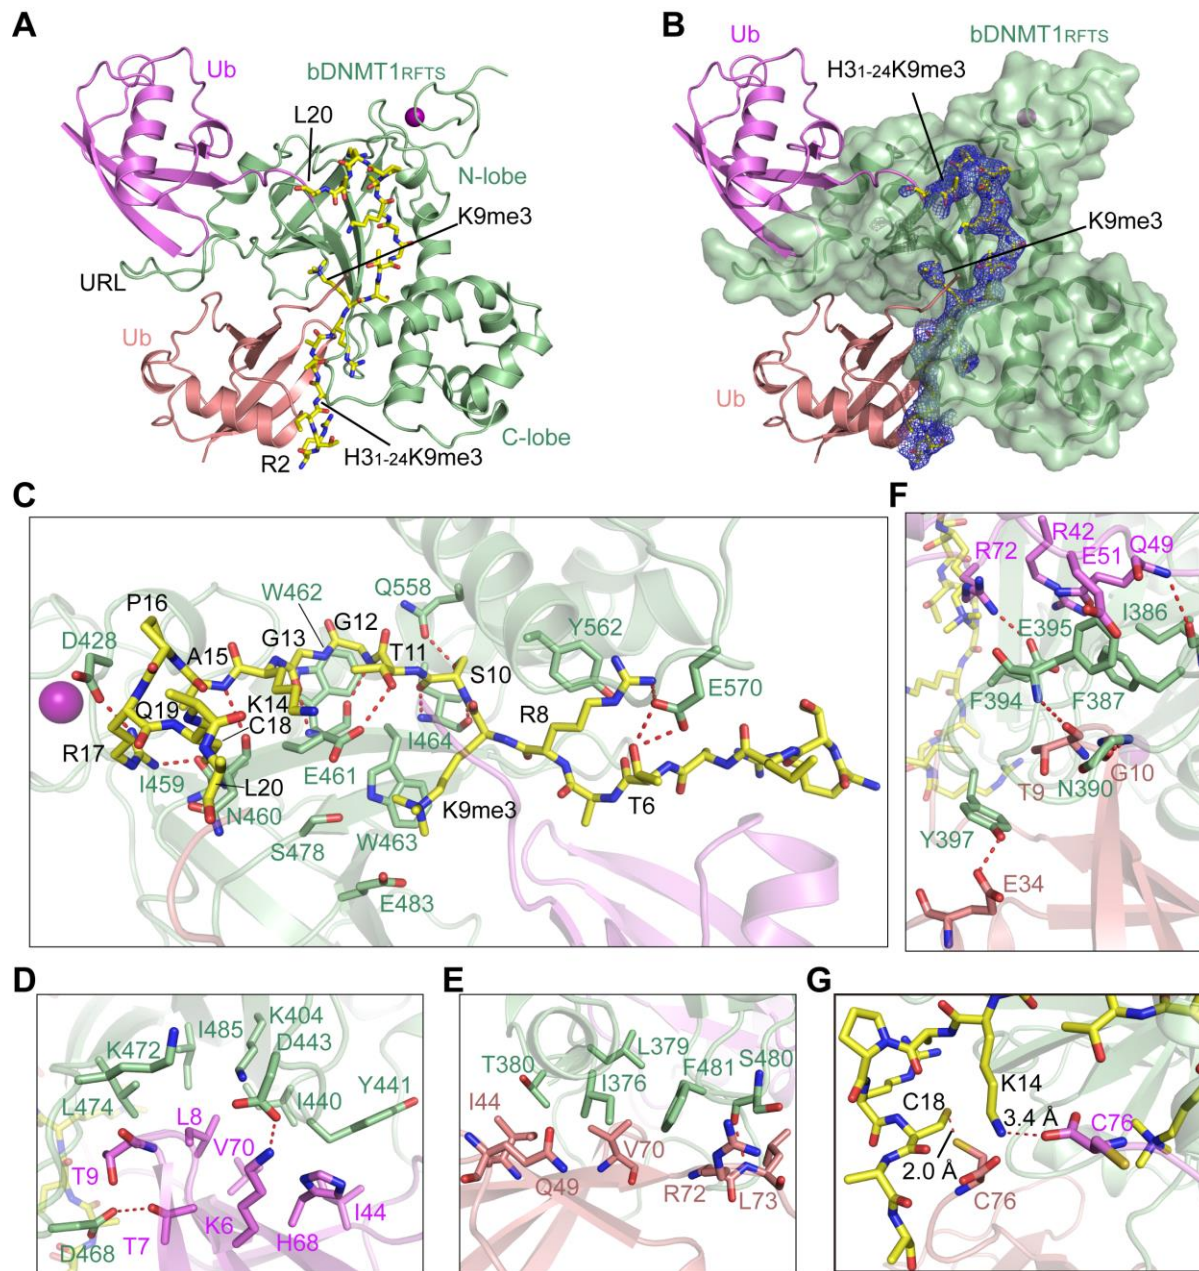 A
Ub
bDNMT1RFTS
L20
N-lobe
K9me3
URL
Ub
C-lobe
R2
H31-24K9me3
B
Ub
bDNMT1RFTS
H31-24K9me3
K9me3
Ub
C
Q558
P16
W462
G12
D428
G13
Y562
A15
T11
S10
E570
K14
Q19
R8
C18
I464
R17
I459
E461
L20
T6
N460
K9me3
S478
W463
E483
F
R42
R72
E51
Q49
I386
E395
F394
F387
T9
N390
G10
Y397
E34
D
K404
I485
D443
K472
Y441
I440
L474
L8
V70
T9
K6
I44
T7
H68
D468
E
L379
S480
T380
F481
I376
I44
V70
Q49
R72
L73
G
K14
C18
3.4 Å
C76
2.0 Å
C76